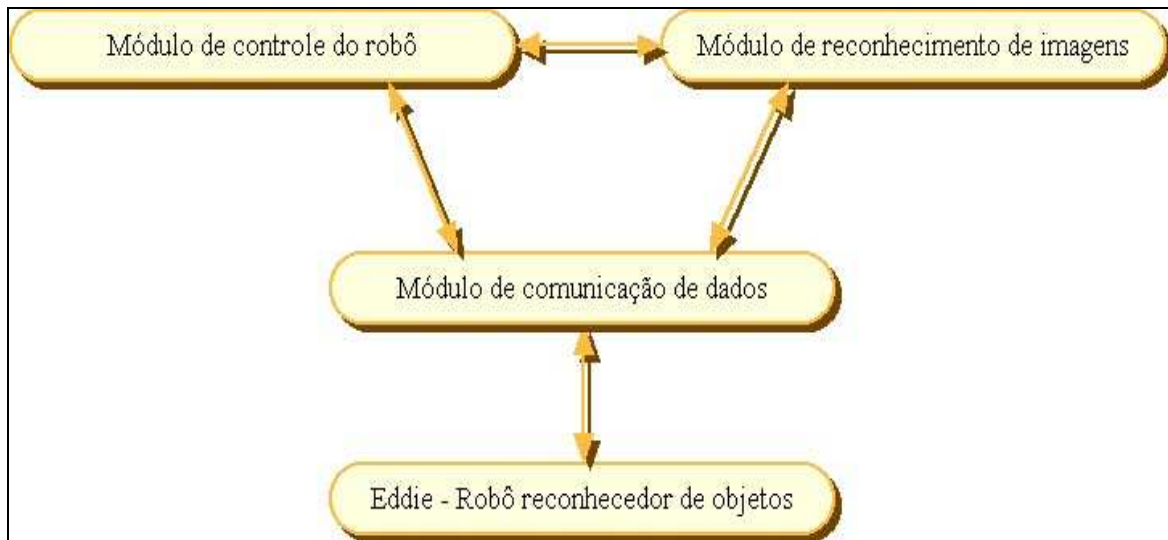 Módulo de controle do robô
Módulo de reconhecimento de imagens
Módulo de comunicação de dados
Eddie - Robô reconhecedor de objetos